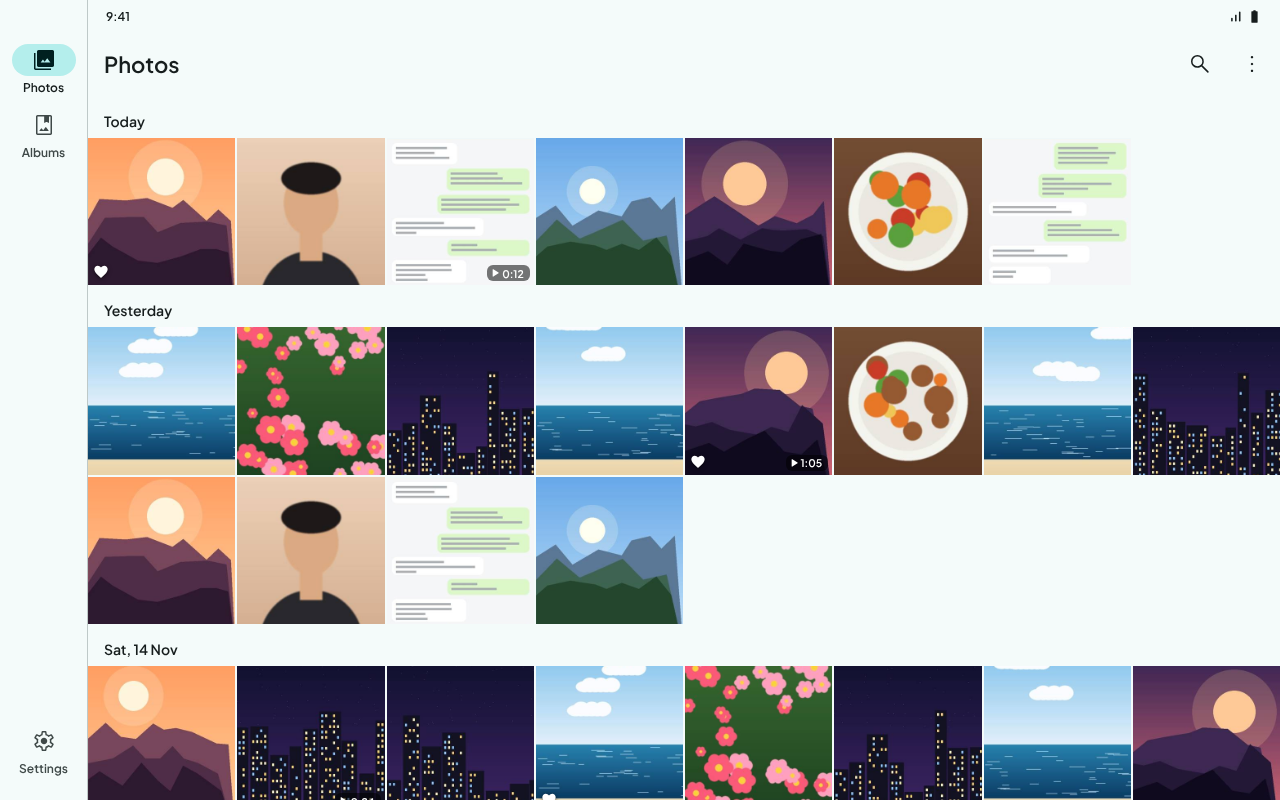 9:41
Photos
Photos
Albums
Today
0:12
Yesterday
1:05
Sat, 14 Nov
Settings